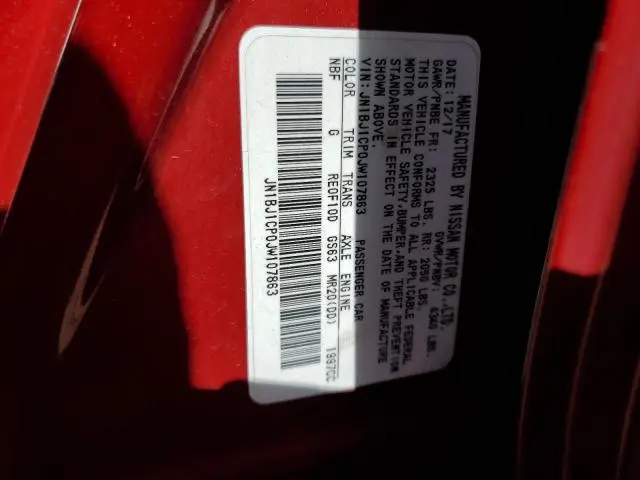 MANUFACTURED BY NISSAN MOTOR CO.,LTD.
DATE: 12/17 GVWR/PNBV: 4340 LBS.
GAWR/PNBE FR: 2325 LBS. RR: 2050 LBS
THIS VEHICLE CONFORMS TO ALL APPLICABLE FEDERAL
MOTOR VEHICLE SAFETY,BUMPER,AND THEFT PREVENTION
STANDARDS IN EFFECT ON THE DATE OF MANUFACTURE
SHOWN ABOVE.
VIN: JN1BJ1CP0JW107863 PASSENGER CAR
COLOR TRIM TRANS AXLE ENGINE
NBF G RE0F10D GS63 MR20(DD) 1997CC
JN1BJ1CP0JW107863